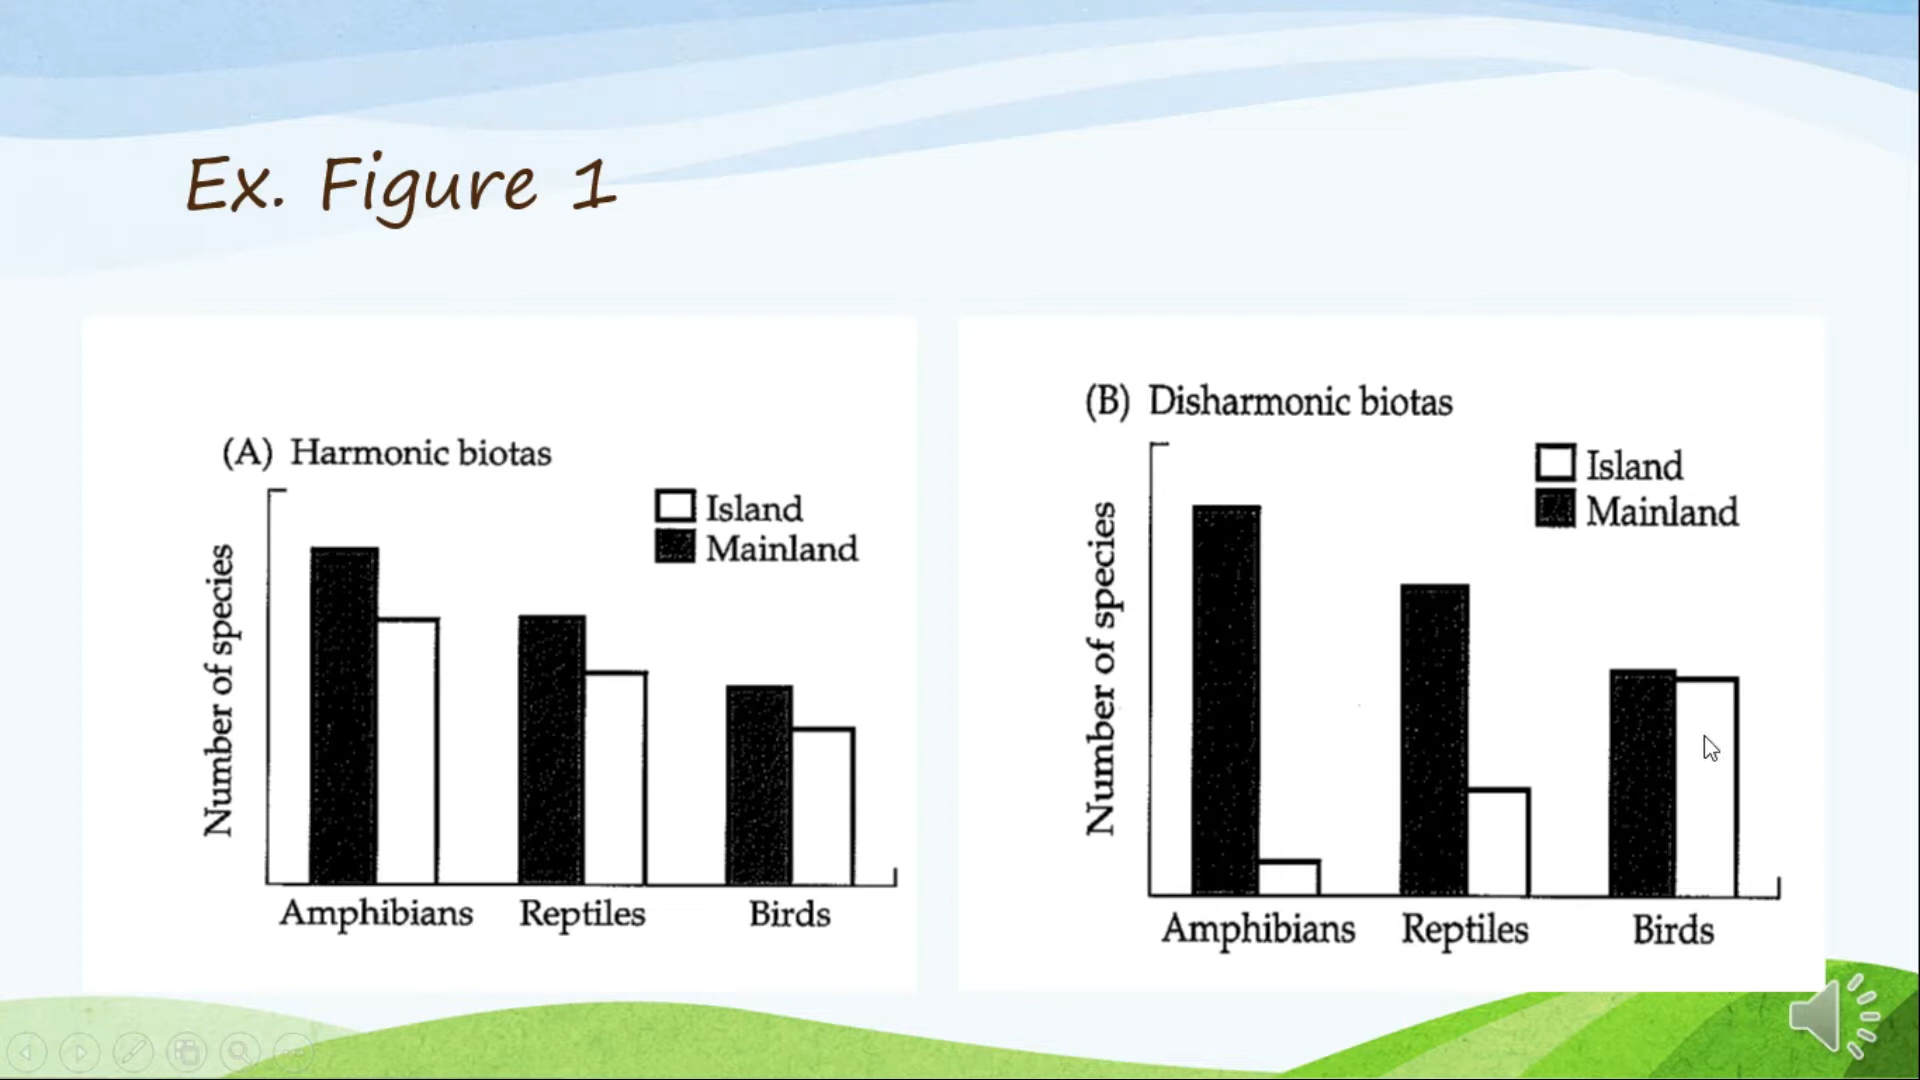 Ex. Figure 1
(A) Harmonic biotas
Island
Mainland
Number of species
Amphibians Reptiles Birds
(B) Disharmonic biotas
Island
Mainland
Number of species
Amphibians Reptiles Birds